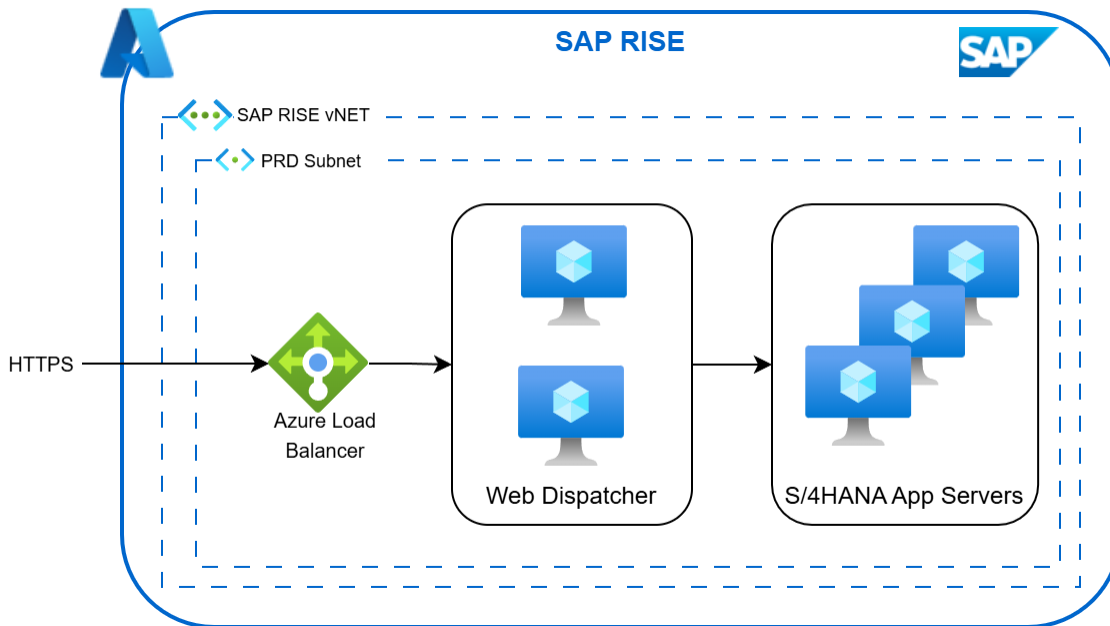 SAP RISE
SAP
SAP RISE vNET
PRD Subnet
HTTPS
Azure Load
Balancer
Web Dispatcher
S/4HANA App Servers